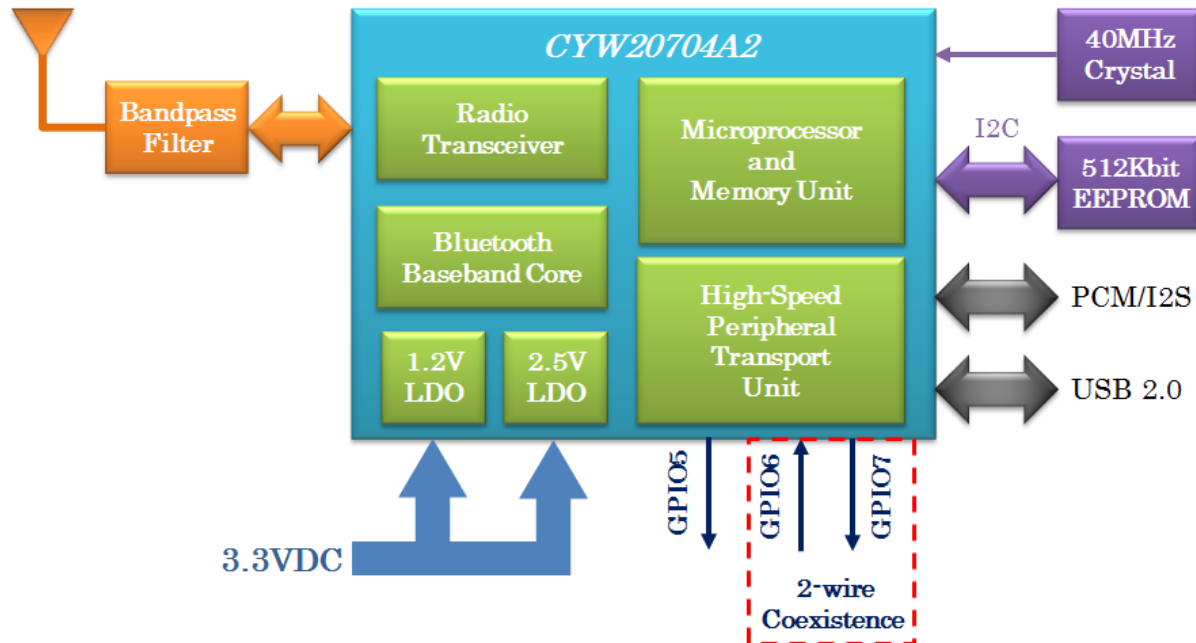 CYW20704A2
40MHz
Crystal
Bandpass
Filter
Radio
Transceiver
Microprocessor
and
Memory Unit
I2C
512Kbit
EEPROM
Bluetooth
Baseband Core
High-Speed
Peripheral
Transport
Unit
PCM/I2S
1.2V
LDO
2.5V
LDO
USB 2.0
GPIO5
GPIO6
GPIO7
3.3VDC
2-wire
Coexistence